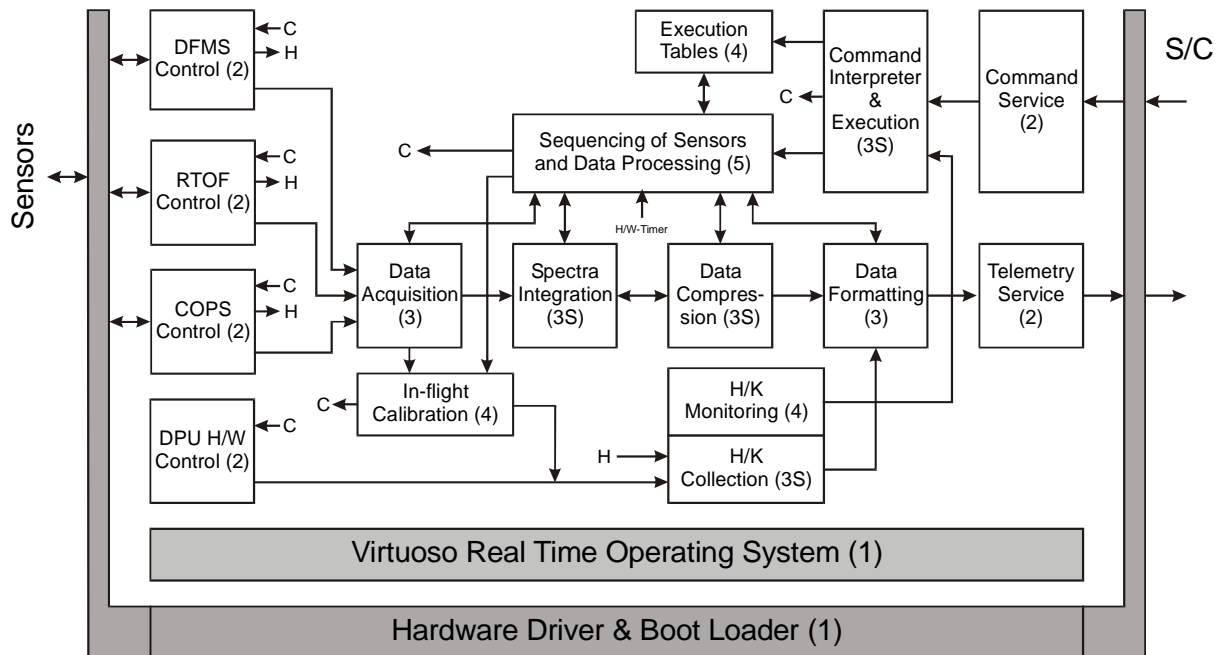 DFMS
Control (2)
C
H
Execution
Tables (4)
Command
Interpreter
&
Execution
(3S)
C
Command
Service
(2)
S/C
Sensors
RTOF
Control (2)
C
H
C
Sequencing of Sensors
and Data Processing (5)
H/W-Timer
COPS
Control (2)
C
H
Data
Acquisition
(3)
Spectra
Integration
(3S)
Data
Compres-
sion (3S)
Data
Formatting
(3)
Telemetry
Service
(2)
DPU H/W
Control (2)
C
C
In-flight
Calibration (4)
H/K
Monitoring (4)
H
H/K
Collection (3S)
Virtuoso Real Time Operating System (1)
Hardware Driver & Boot Loader (1)